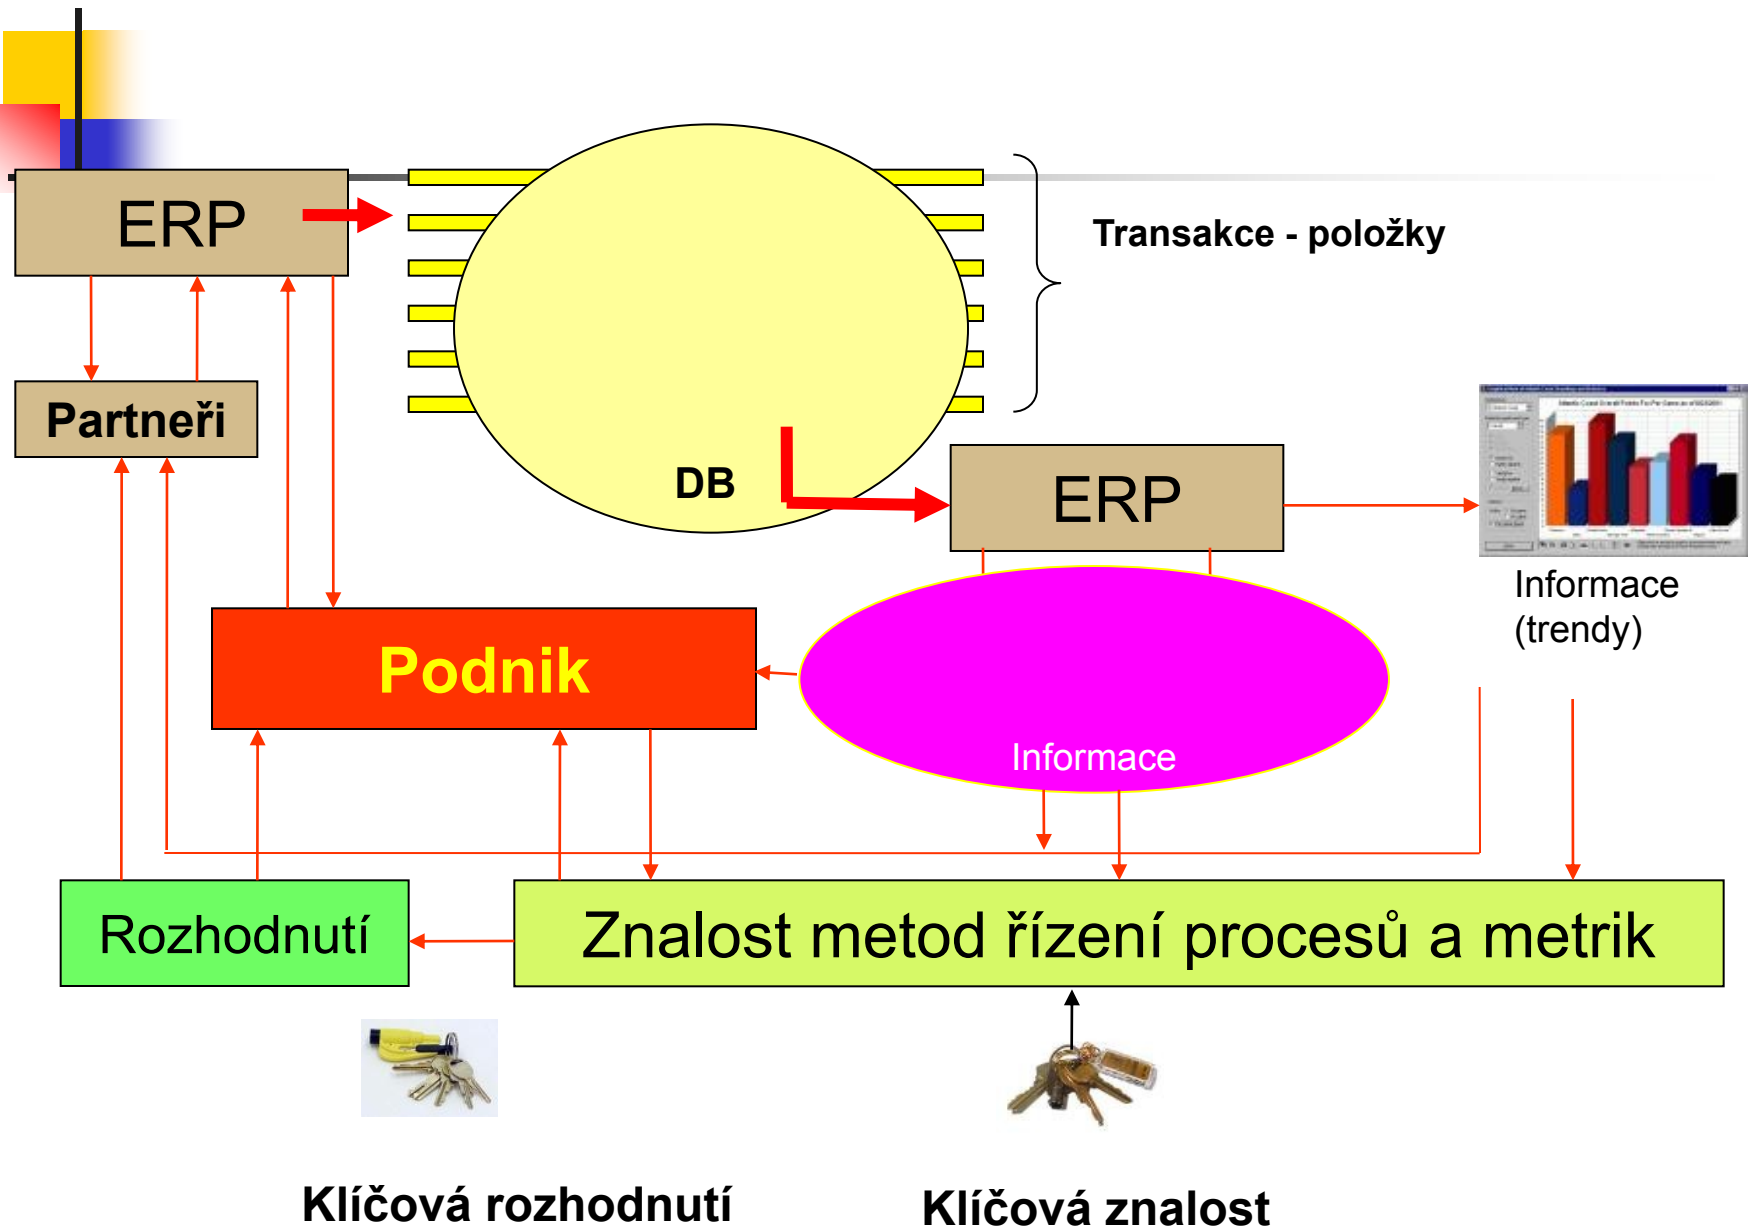 ERP
Transakce - položky
Partneři
DB
ERP
Informace
(trendy)
Podnik
Informace
Rozhodnutí
Znalost metod řízení procesů a metrik
Klíčová rozhodnutí
Klíčová znalost